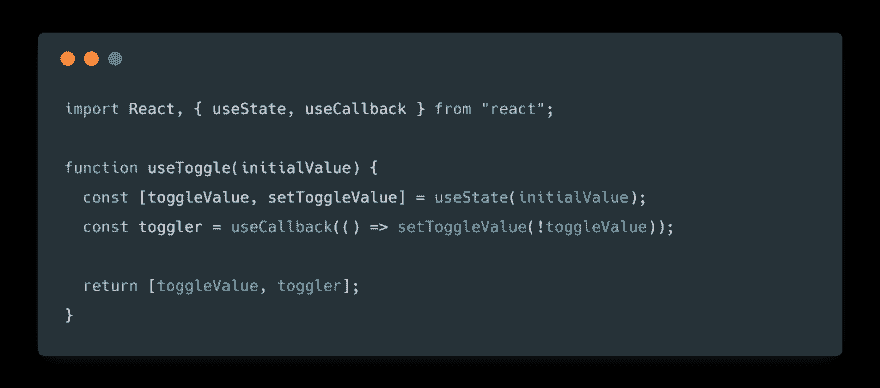 import React, { useState, useCallback } from "react";
function useToggle(initialValue) {
  const [toggleValue, setToggleValue] = useState(initialValue);
  const toggler = useCallback(() => setToggleValue(!toggleValue));
  return [toggleValue, toggler];
}